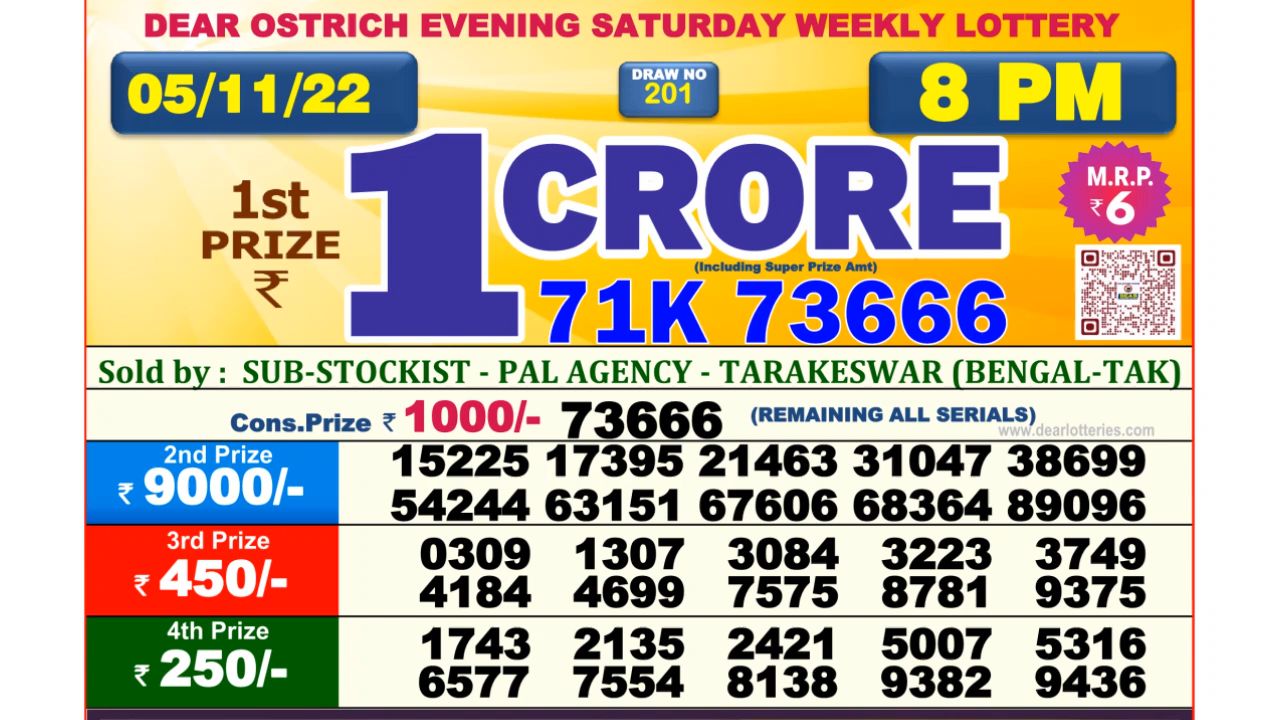 DEAR OSTRICH EVENING SATURDAY WEEKLY LOTTERY
05/11/22
DRAW NO
201
8 PM
1st
PRIZE
₹
1 CRORE
(Including Super Prize Amt)
71K 73666
M.R.P.
₹6
Sold by : SUB-STOCKIST - PAL AGENCY - TARAKESWAR (BENGAL-TAK)
Cons.Prize ₹ 1000/- 73666 (REMAINING ALL SERIALS)
www.dearlotteries.com
2nd Prize
₹ 9000/-
15225 17395 21463 31047 38699
54244 63151 67606 68364 89096
3rd Prize
₹ 450/-
0309 1307 3084 3223 3749
4184 4699 7575 8781 9375
4th Prize
₹ 250/-
1743 2135 2421 5007 5316
6577 7554 8138 9382 9436